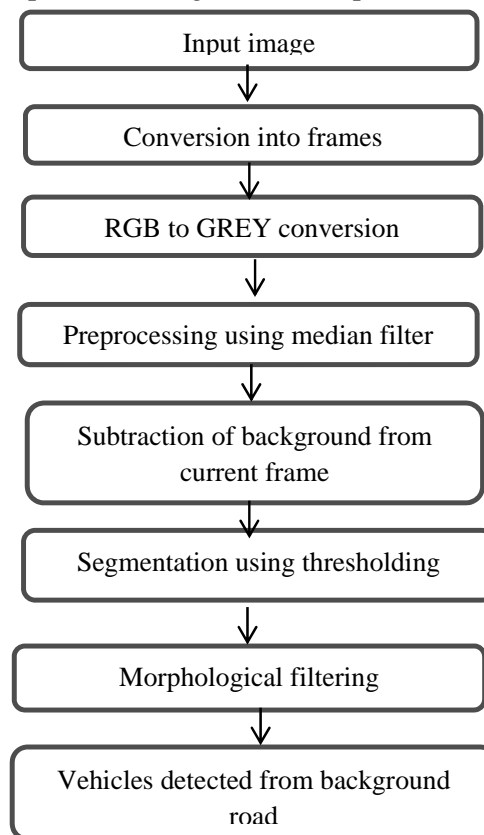 Input image
Conversion into frames
RGB to GREY conversion
Preprocessing using median filter
Subtraction of background from
current frame
Segmentation using thresholding
Morphological filtering
Vehicles detected from background
road